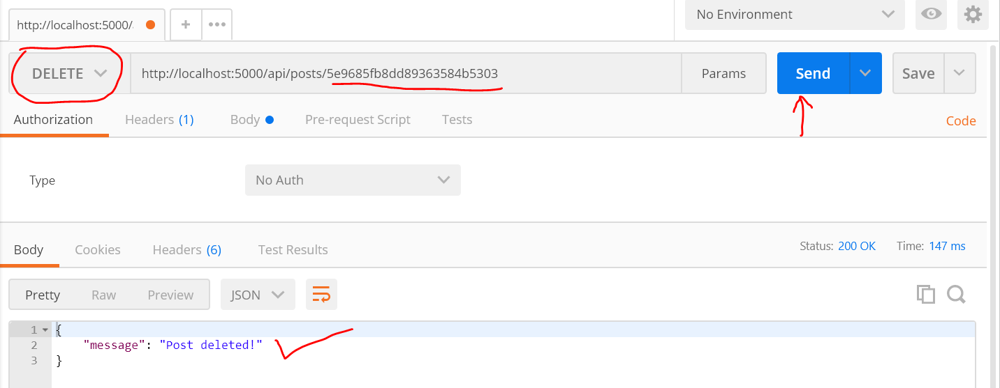 http://localhost:5000/
+
•••
No Environment
DELETE
http://localhost:5000/api/posts/5e9685fb8dd89363584b5303
Params
Send
Save
Authorization
Headers (1)
Body
Pre-request Script
Tests
Code
Type
No Auth
Body
Cookies
Headers (6)
Test Results
Status: 200 OK
Time: 147 ms
Pretty
Raw
Preview
JSON
1 {
2 "message": "Post deleted!"
3 }